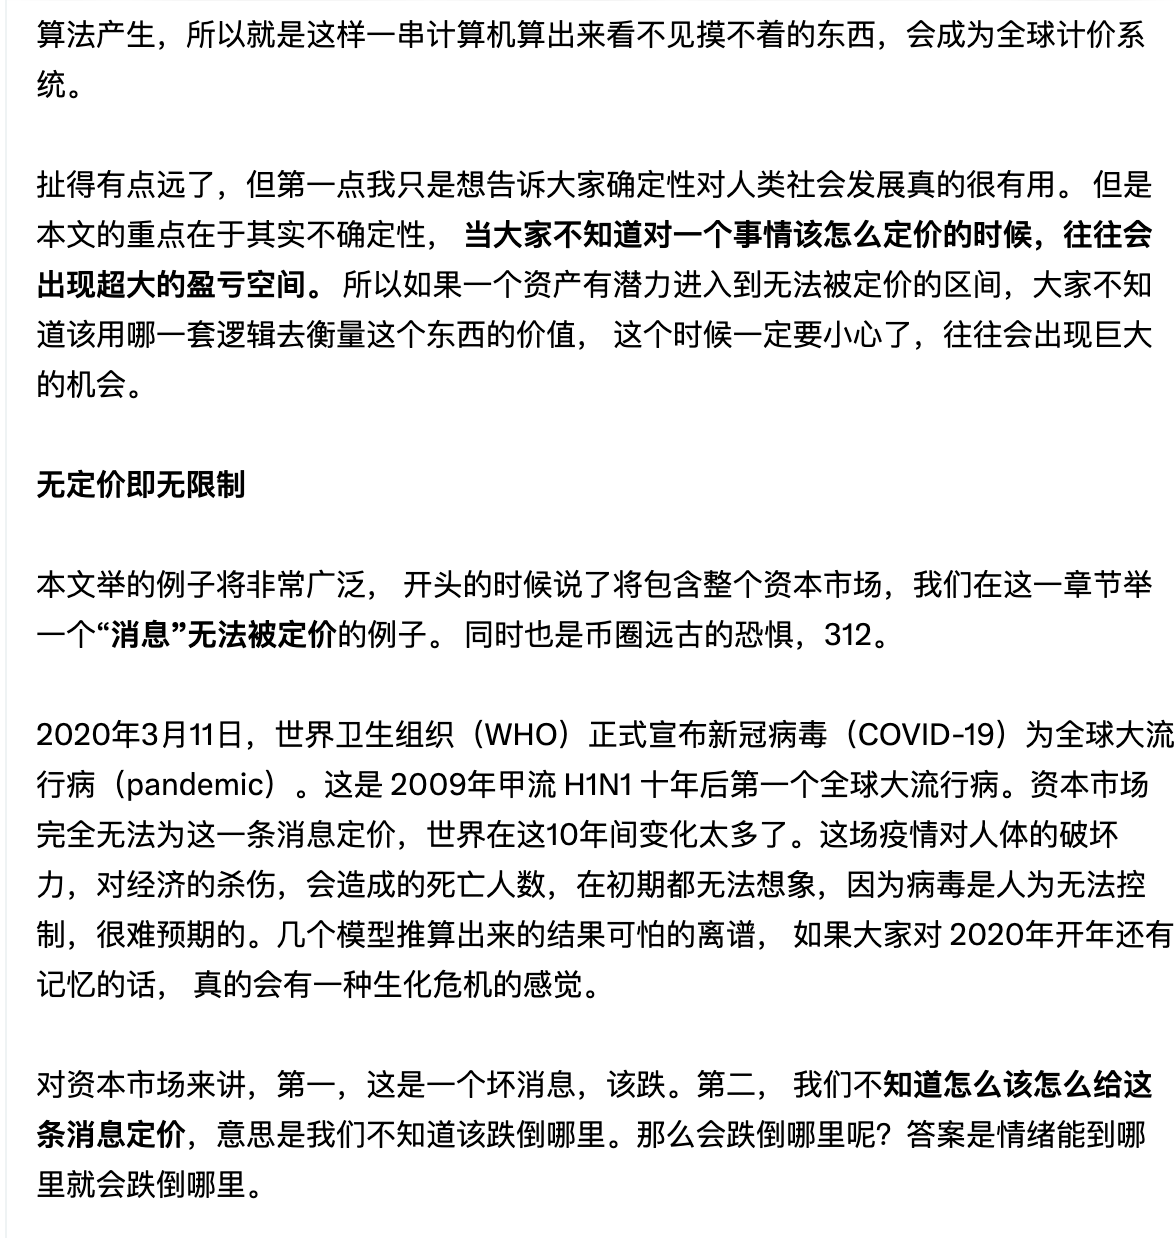 算法产生，所以就是这样一串计算机算出来看不见摸不着的东西，会成为全球计价系
统。
扯得有点远了，但第一点我只是想告诉大家确定性对人类社会发展真的很有用。 但是
本文的重点在于其实不确定性， 当大家不知道对一个事情该怎么定价的时候，往往会
出现超大的盈亏空间。 所以如果一个资产有潜力进入到无法被定价的区间，大家不知
道该用哪一套逻辑去衡量这个东西的价值， 这个时候一定要小心了，往往会出现巨大
的机会。
无定价即无限制
本文举的例子将非常广泛， 开头的时候说了将包含整个资本市场，我们在这一章节举
一个“消息”无法被定价的例子。 同时也是币圈远古的恐惧，312。
2020年3月11日，世界卫生组织（WHO）正式宣布新冠病毒（COVID-19）为全球大流
行病（pandemic）。这是 2009年甲流 H1N1 十年后第一个全球大流行病。资本市场
完全无法为这一条消息定价，世界在这10年间变化太多了。这场疫情对人体的破坏
力，对经济的杀伤，会造成的死亡人数，在初期都无法想象，因为病毒是人为无法控
制，很难预期的。几个模型推算出来的结果可怕的离谱， 如果大家对 2020年开年还有
记忆的话， 真的会有一种生化危机的感觉。
对资本市场来讲，第一，这是一个坏消息，该跌。第二， 我们不知道怎么该怎么给这
条消息定价，意思是我们不知道该跌倒哪里。那么会跌倒哪里呢？答案是情绪能到哪
里就会跌倒哪里。